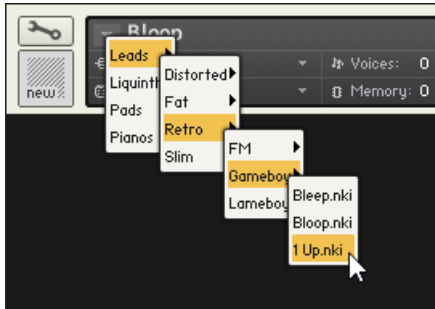 Bloop
Leads
Liquinth
Pads
Pianos
Distorted
Fat
Retro
Slim
FM
Gameboy
Lameboy
Bleep.nki
Bloop.nki
1 Up.nki
Voices: 0
Memory: 0
new